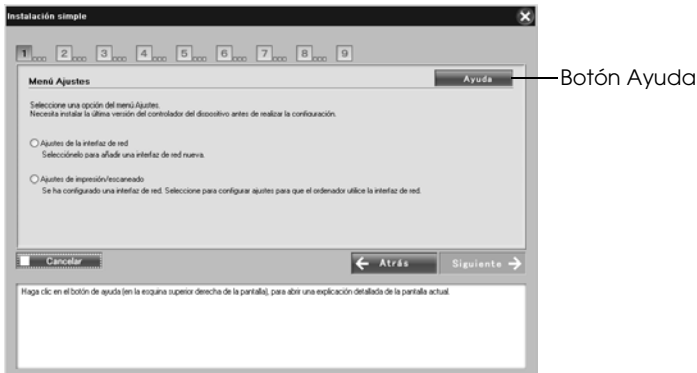 Instalación simple
1 2 3 4 5 6 7 8 9
Menú Ajustes
Ayuda
Botón Ayuda
Seleccione una opción del menú Ajustes.
Necesita instalar la última versión del controlador del dispositivo antes de realizar la configuración.
Ajustes de la interfaz de red
Selecciónelo para añadir una interfaz de red nueva.
Ajustes de impresión/escaneado
Se ha configurado una interfaz de red. Seleccione para configurar ajustes para que el ordenador utilice la interfaz de red.
Cancelar
Atrás
Siguiente
Haga clic en el botón de ayuda (en la esquina superior derecha de la pantalla), para abrir una explicación detallada de la pantalla actual.